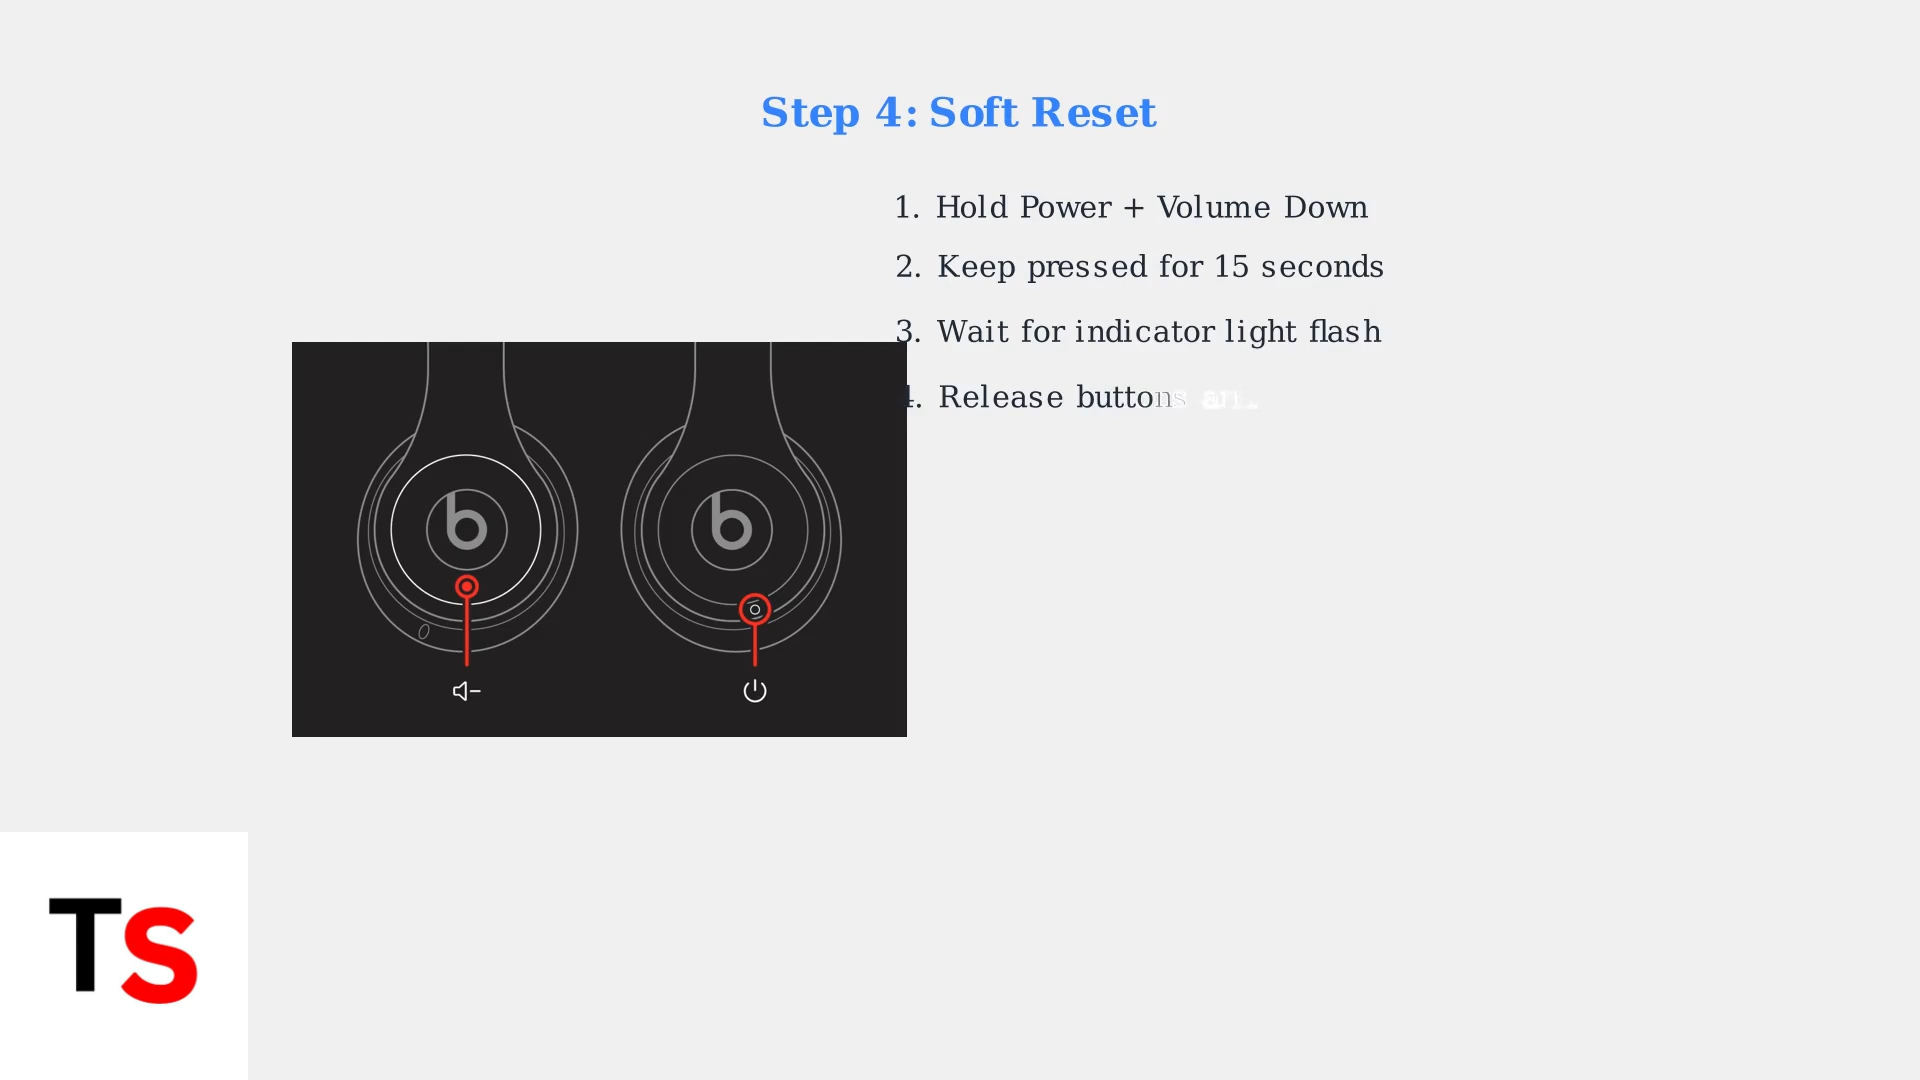 Step 4: Soft Reset
1. Hold Power + Volume Down
2. Keep pressed for 15 seconds
3. Wait for indicator light flash
4. Release buttons
b b
TS